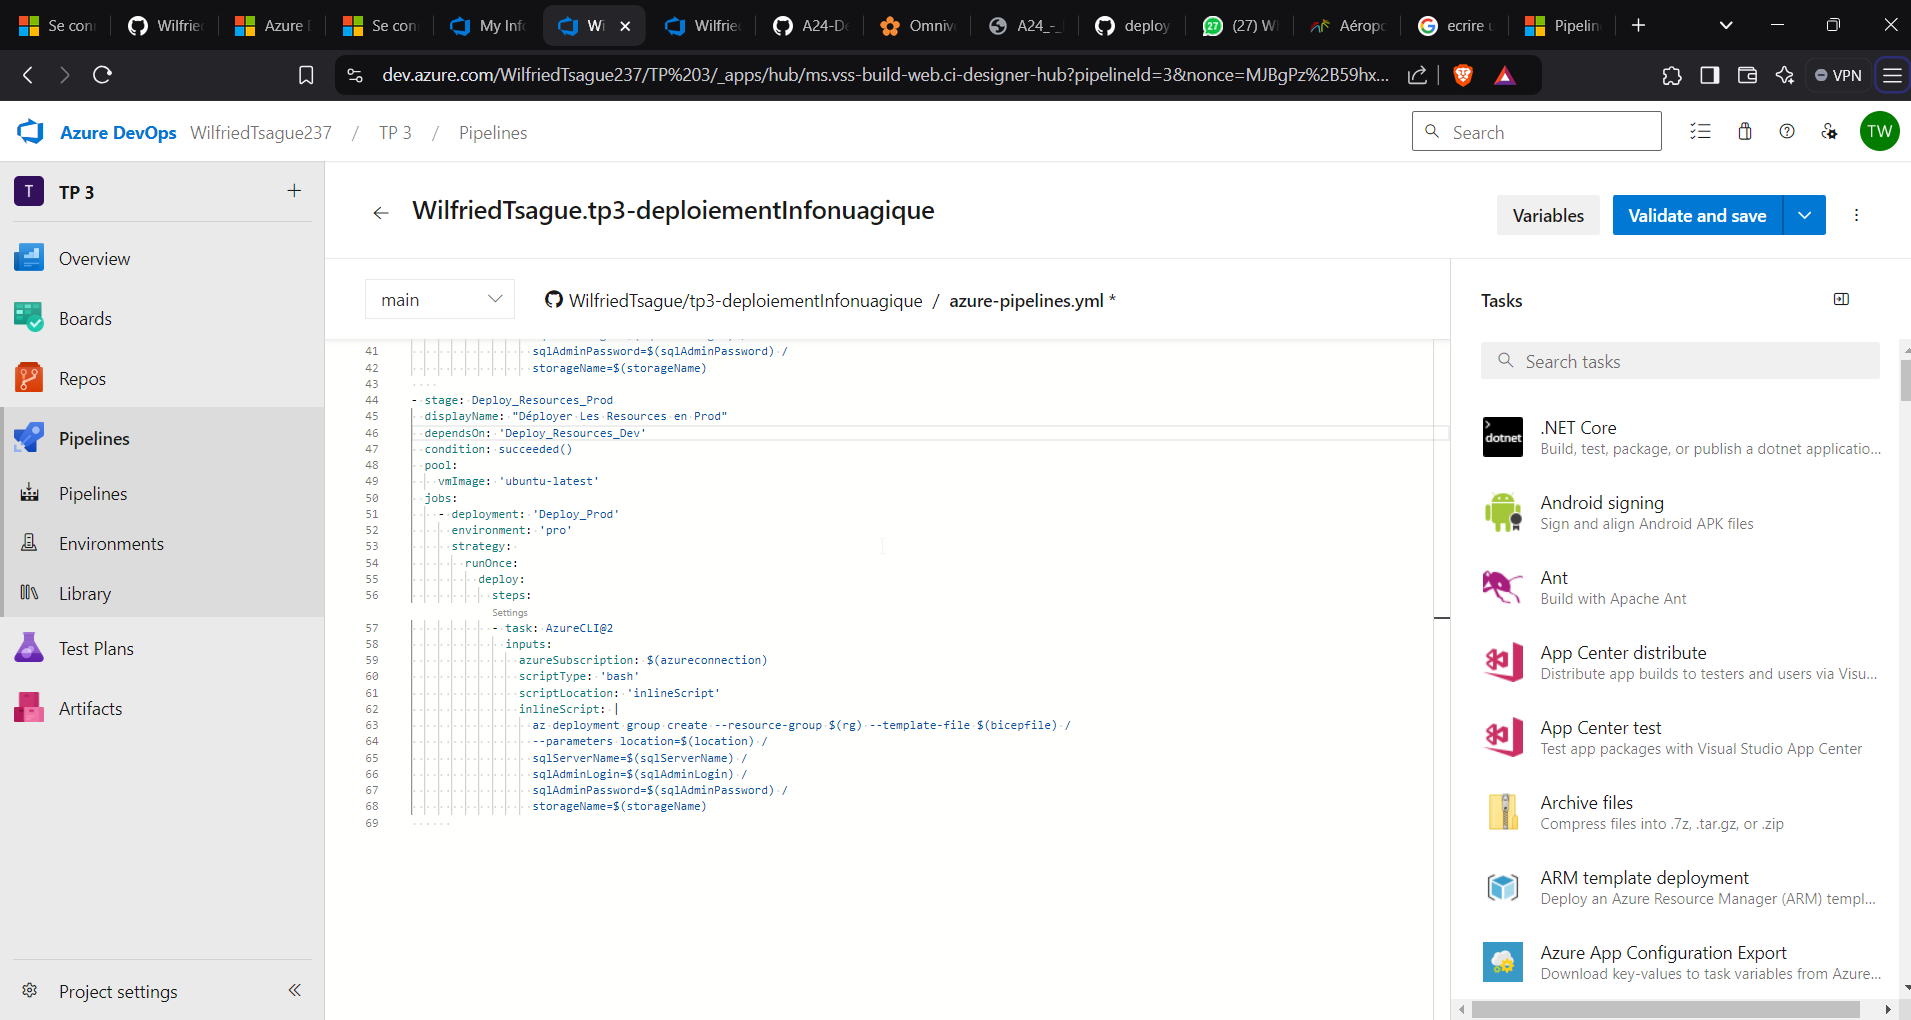 Se con
Wilfrie
Azure D
Se con
My Info
Wi
Wilfrie
A24-De
Omniv
A24_-_
deploy
(27) W
Aéropo
ecrire u
Pipelin
dev.azure.com/WilfriedTsague237/TP%203/_apps/hub/ms.vss-build-web.ci-designer-hub?pipelineId=3&nonce=MJBgPz%2B59hx...
VPN
Azure DevOps WilfriedTsague237 / TP 3 / Pipelines
Search
TW
T TP 3
Overview
Boards
Repos
Pipelines
Pipelines
Environments
Library
Test Plans
Artifacts
Project settings
WilfriedTsague.tp3-deploiementInfonuagique
Variables
Validate and save
main
WilfriedTsague/tp3-deploiementInfonuagique / azure-pipelines.yml *
41 sqlAdminPassword=$(sqlAdminPassword) /
42 storageName=$(storageName)
43
44 - stage: Deploy_Resources_Prod
45 displayName: "Déployer Les Resources en Prod"
46 dependsOn: 'Deploy_Resources_Dev'
47 condition: succeeded()
48 pool:
49 vmImage: 'ubuntu-latest'
50 jobs:
51 - deployment: 'Deploy_Prod'
52 environment: 'pro'
53 strategy:
54 runOnce:
55 deploy:
56 steps:
Settings
57 - task: AzureCLI@2
58 inputs:
59 azureSubscription: $(azureconnection)
60 scriptType: 'bash'
61 scriptLocation: 'inlineScript'
62 inlineScript: |
63 az deployment group create --resource-group $(rg) --template-file $(bicepfile) /
64 --parameters location=$(location) /
65 sqlServerName=$(sqlServerName) /
66 sqlAdminLogin=$(sqlAdminLogin) /
67 sqlAdminPassword=$(sqlAdminPassword) /
68 storageName=$(storageName)
69
Tasks
Search tasks
dotnet
.NET Core
Build, test, package, or publish a dotnet applicatio...
Android signing
Sign and align Android APK files
Ant
Build with Apache Ant
App Center distribute
Distribute app builds to testers and users via Visu...
App Center test
Test app packages with Visual Studio App Center
Archive files
Compress files into .7z, .tar.gz, or .zip
ARM template deployment
Deploy an Azure Resource Manager (ARM) templ...
Azure App Configuration Export
Download key-values to task variables from Azure...